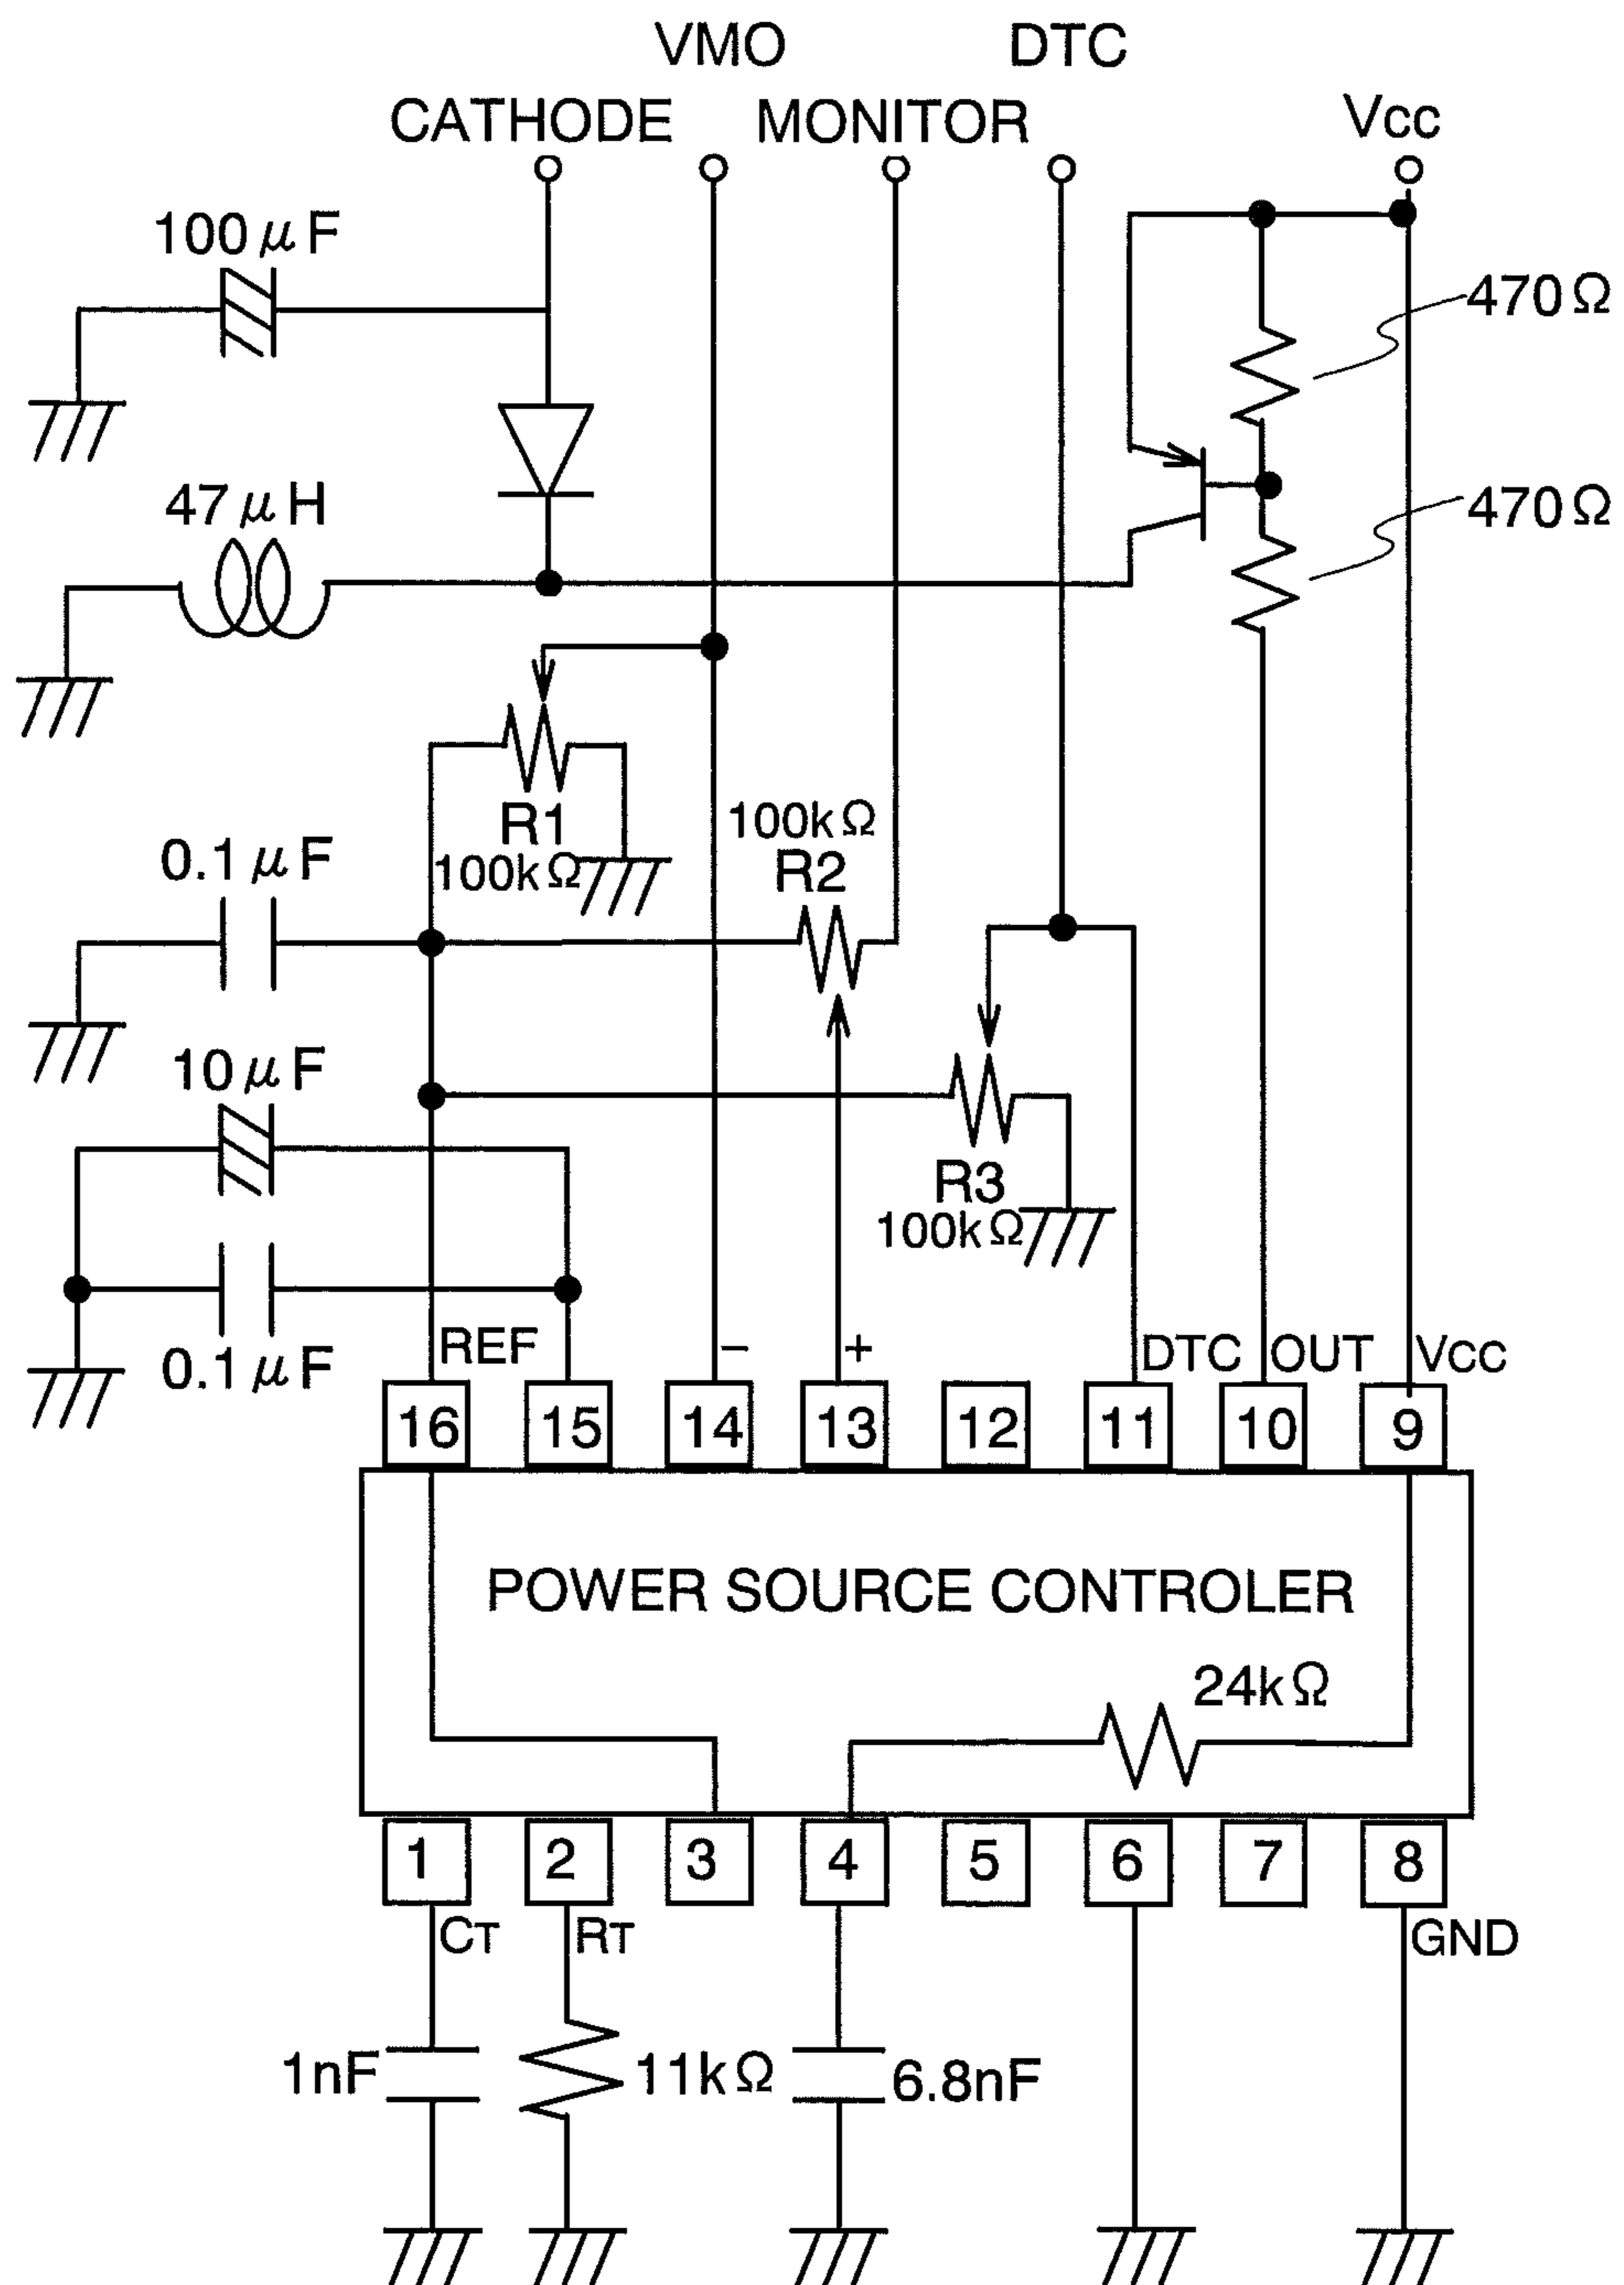 VMO DTC
CATHODE MONITOR Vcc
100μF
470Ω
47μH
470Ω
R1
100kΩ
100kΩ
R2
0.1μF
10μF
R3
100kΩ
0.1μF
REF − + DTC OUT Vcc
16 15 14 13 12 11 10 9
POWER SOURCE CONTROLER
24kΩ
1 2 3 4 5 6 7 8
CT RT GND
1nF 11kΩ 6.8nF